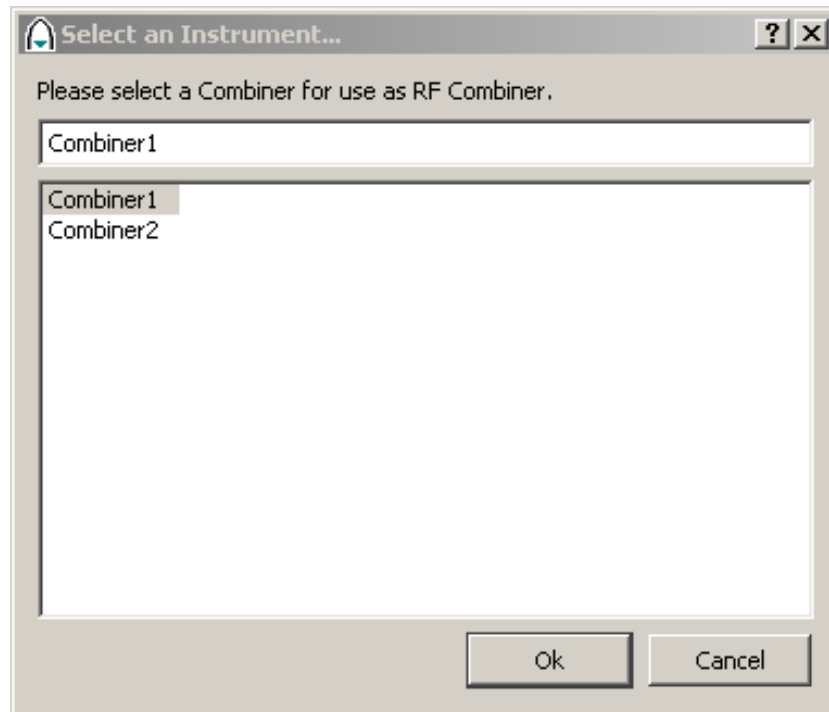 Select an Instrument...
Please select a Combiner for use as RF Combiner.
Combiner1
Combiner1
Combiner2
Ok
Cancel